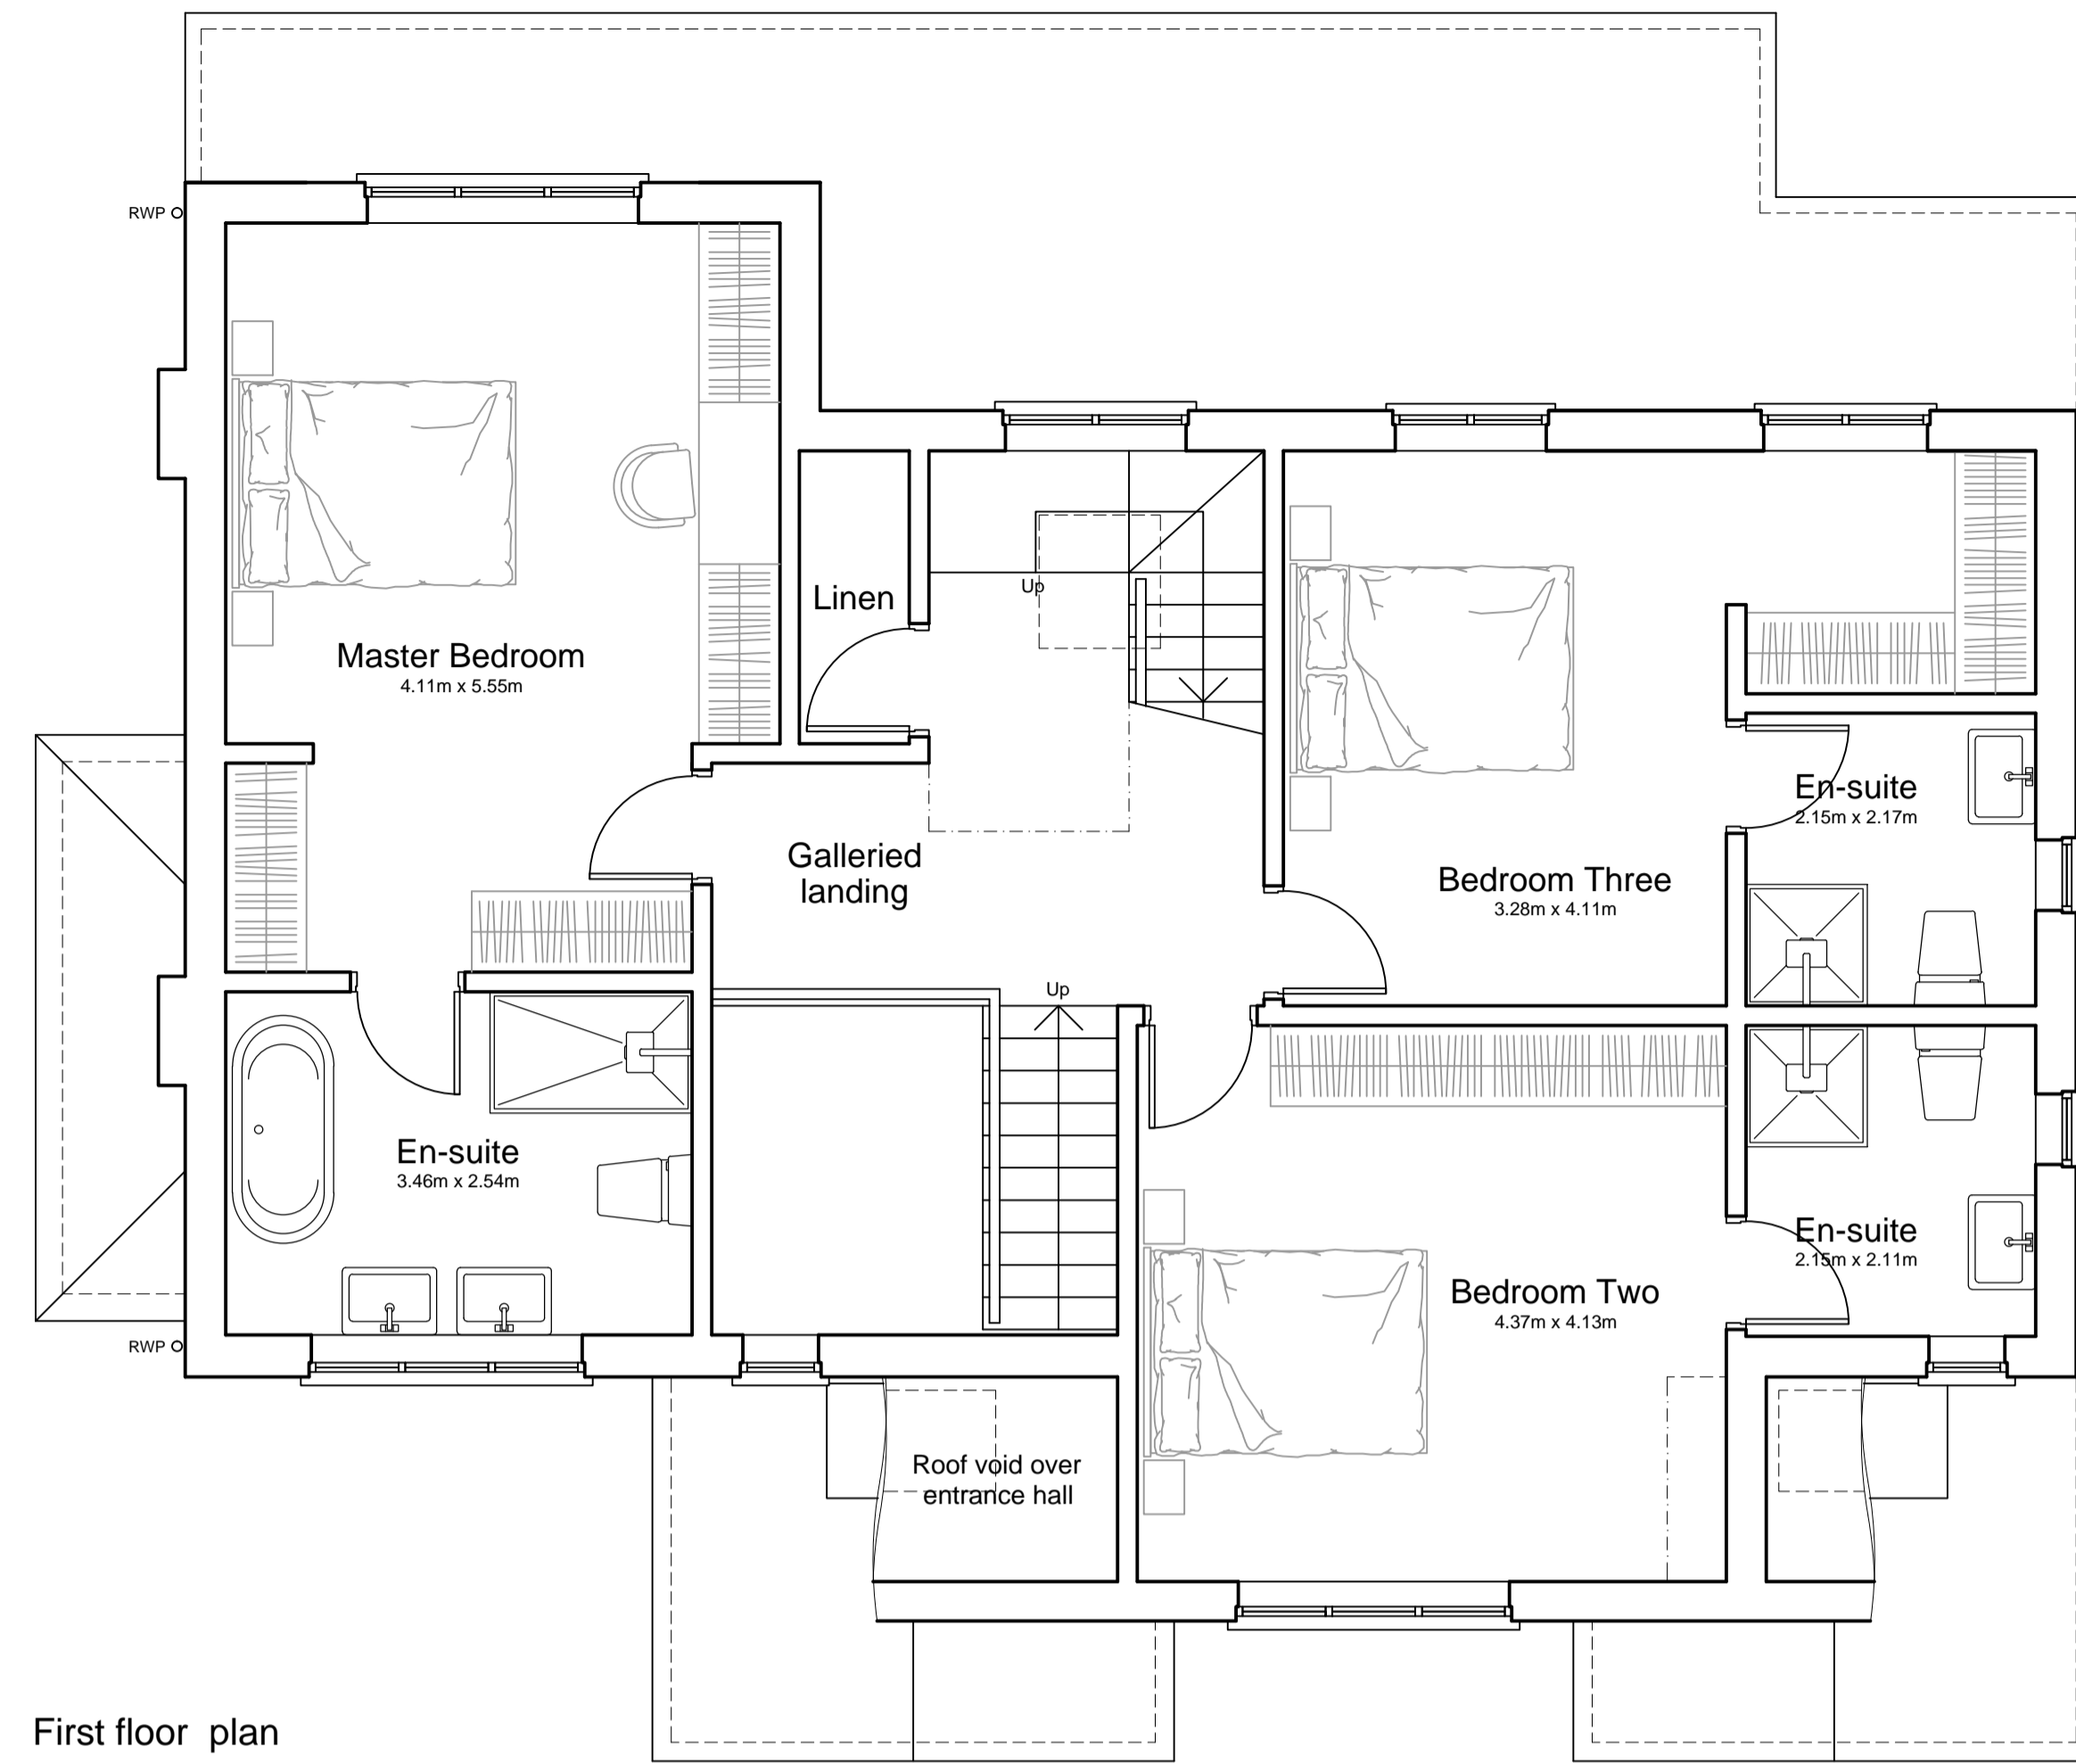 RWP
Linen
Up
Master Bedroom
4.11m x 5.55m
En-suite
2.15m x 2.17m
Galleried
landing
Bedroom Three
3.28m x 4.11m
Up
En-suite
3.46m x 2.54m
En-suite
2.15m x 2.11m
Bedroom Two
4.37m x 4.13m
RWP
Roof void over
entrance hall
First floor plan